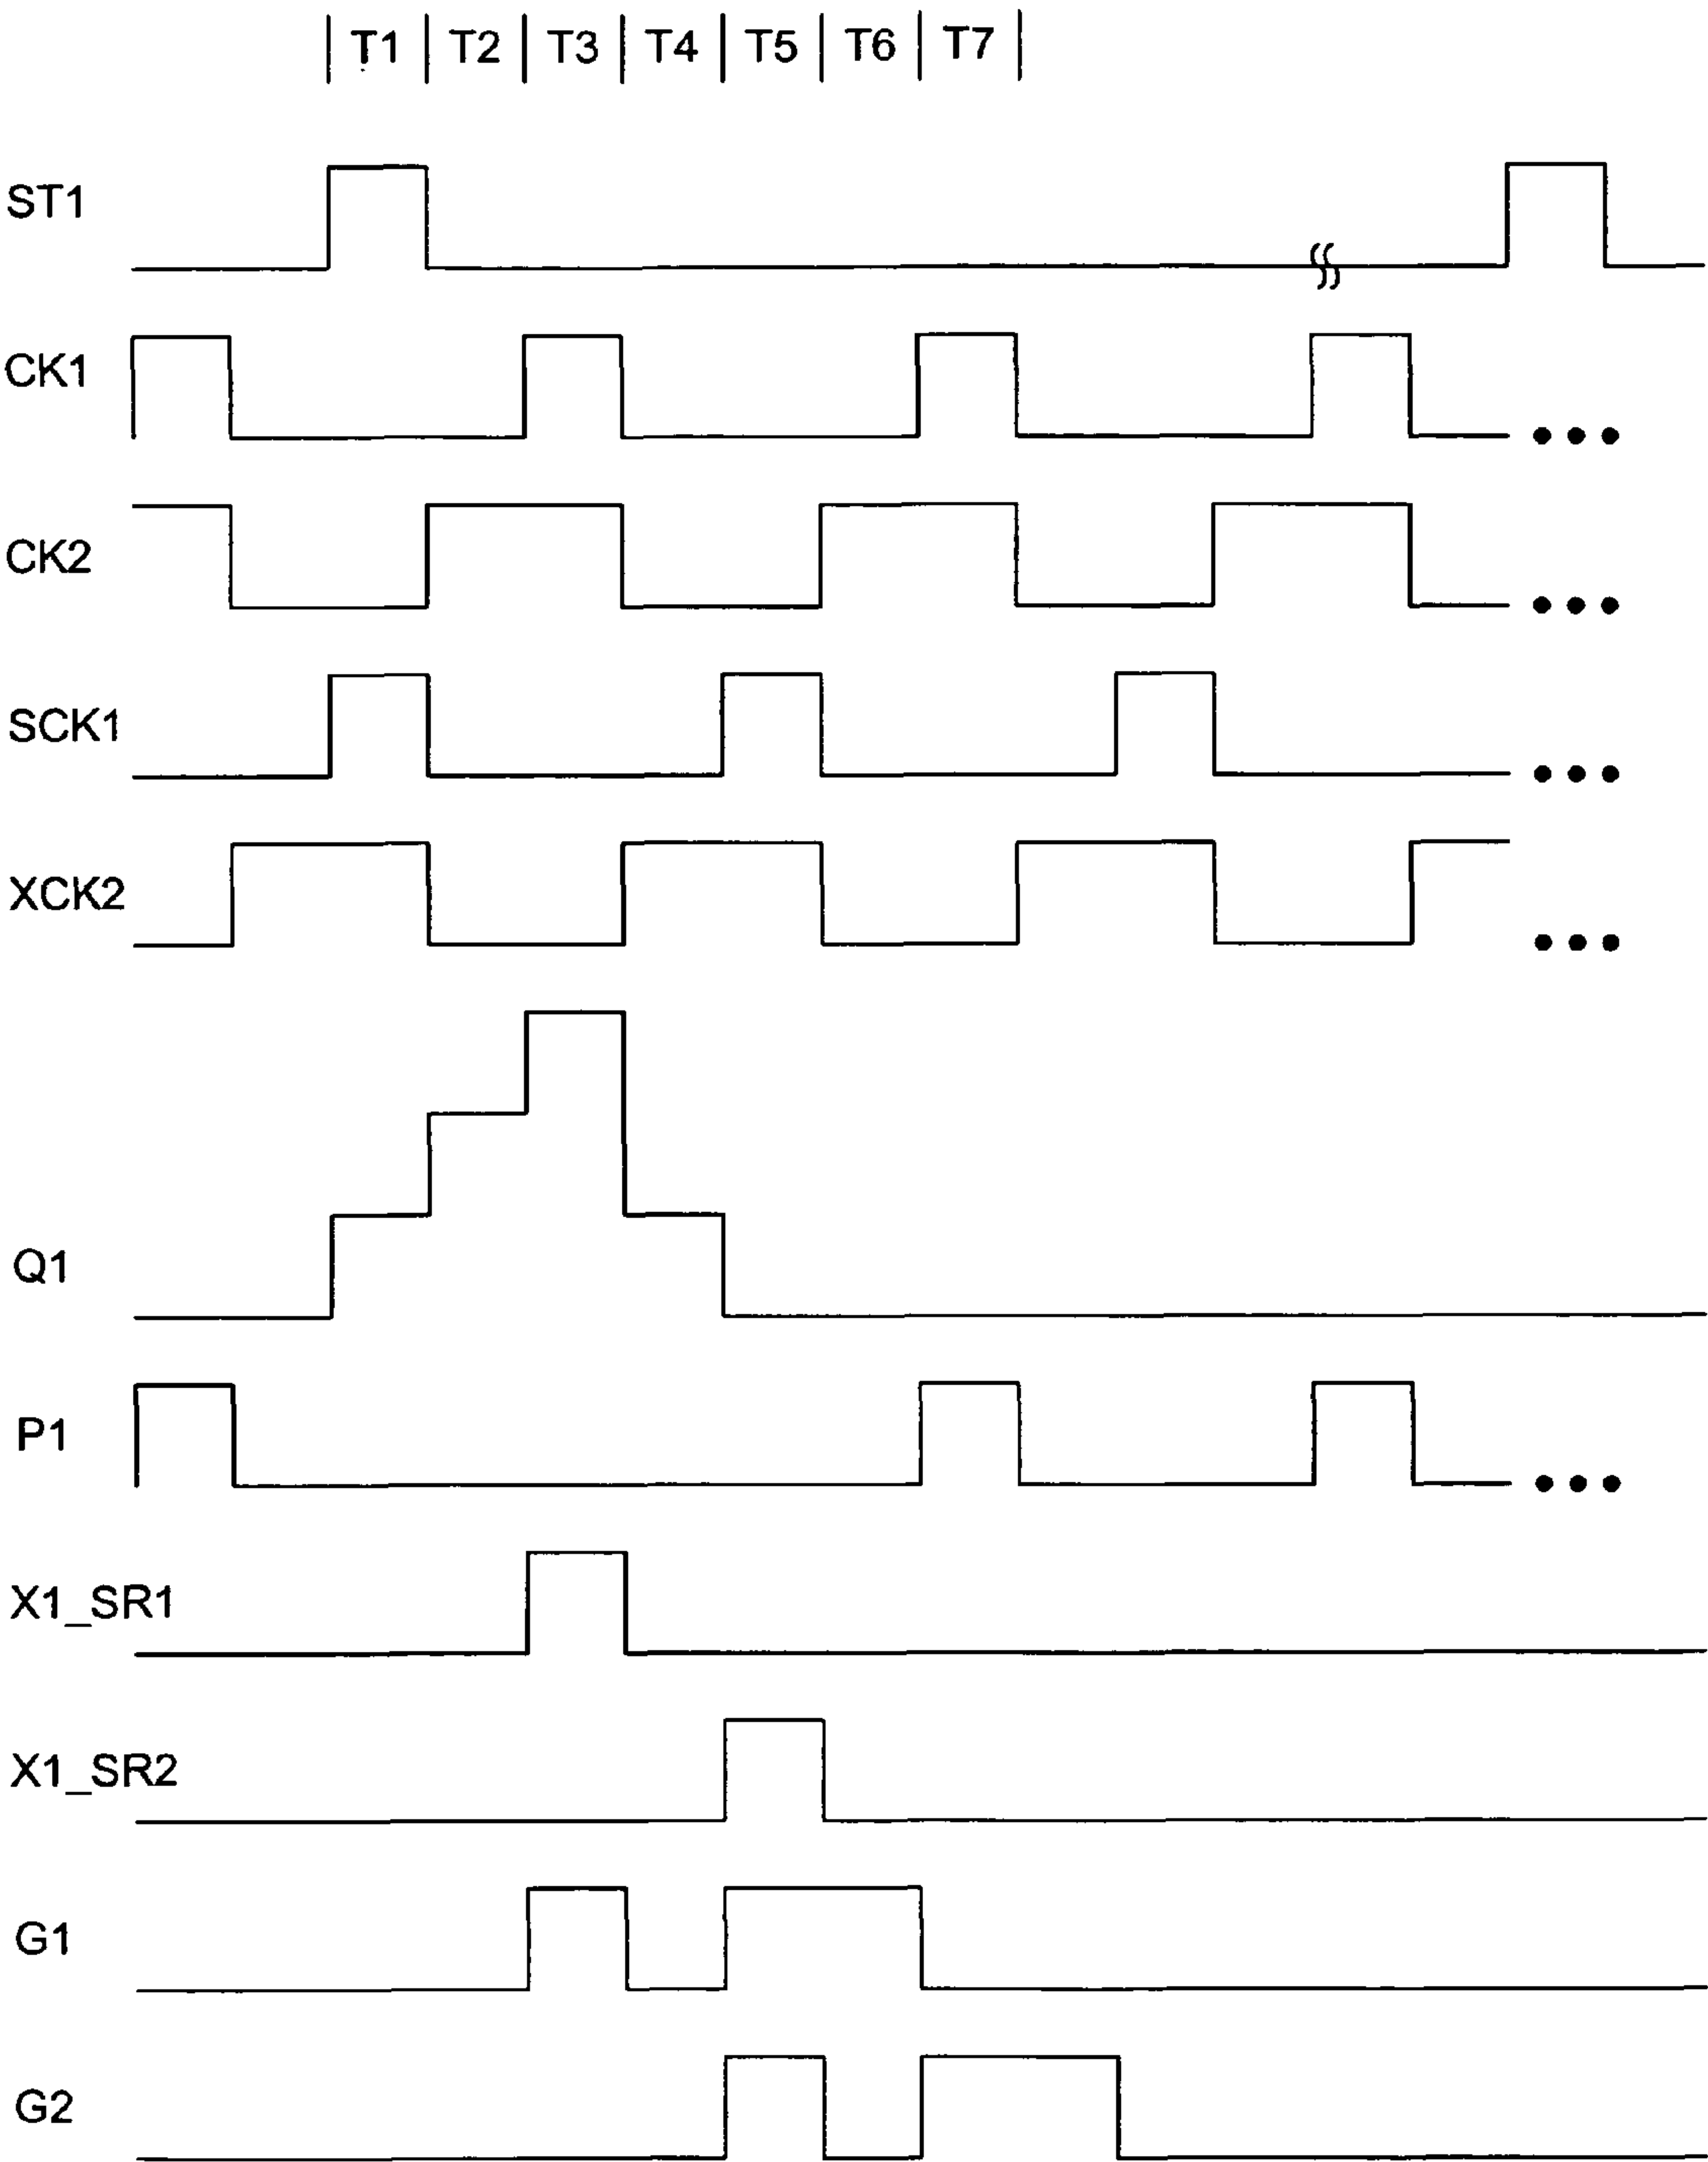 T1 T2 T3 T4 T5 T6 T7
ST1
CK1
CK2
SCK1
XCK2
Q1
P1
X1_SR1
X1_SR2
G1
G2